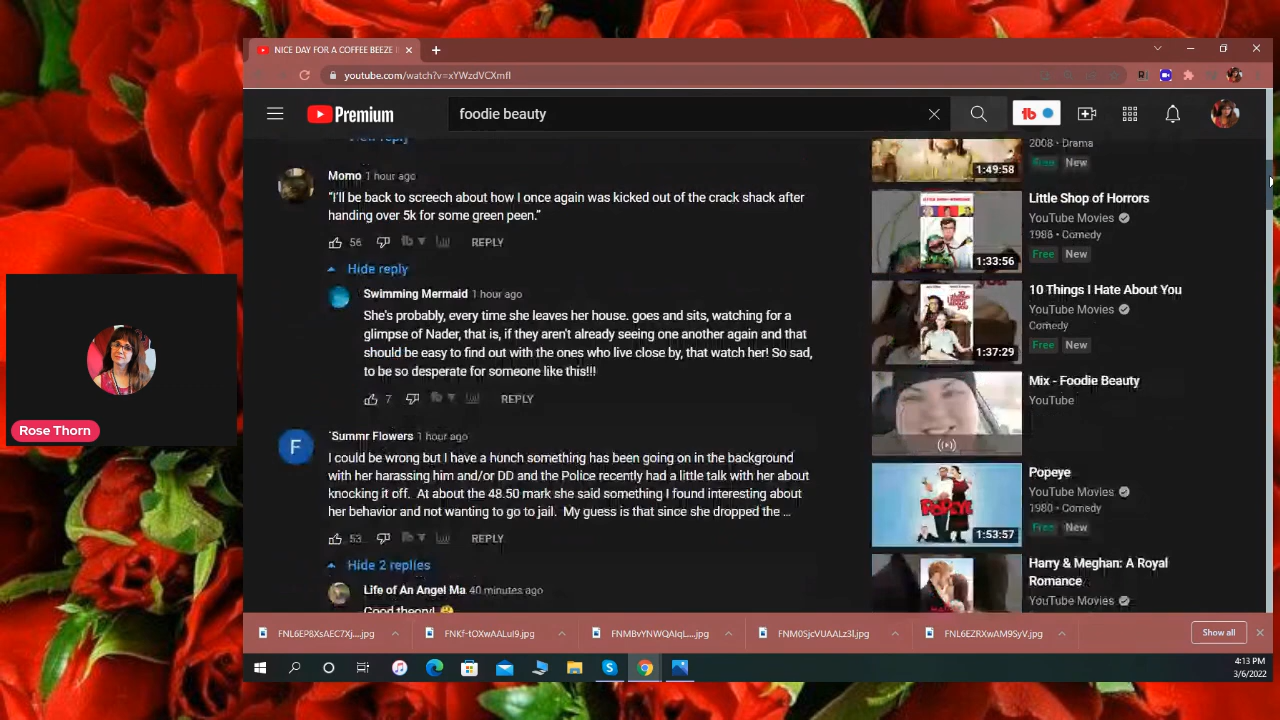 NICE DAY FOR A COFFEE BEEZE
youtube.com/watch?v=xYWzdVCXmfI
Premium
foodie beauty
Momo 1 hour ago
"I'll be back to screech about how I once again was kicked out of the crack shack after
handing over 5k for some green peen."
56
REPLY
Hide reply
Swimming Mermaid 1 hour ago
She's probably, every time she leaves her house. goes and sits, watching for a
glimpse of Nader, that is, if they aren't already seeing one another again and that
should be easy to find out with the ones who live close by, that watch her! So sad,
to be so desperate for someone like this!!!
7
REPLY
`Summr Flowers 1 hour ago
F
I could be wrong but I have a hunch something has been going on in the background
with her harassing him and/or DD and the Police recently had a little talk with her about
knocking it off. At about the 48.50 mark she said something I found interesting about
her behavior and not wanting to go to jail. My guess is that since she dropped the ...
53
REPLY
Hide 2 replies
Life of An Angel Ma 40 minutes ago
Good theory!
2008 • Drama
Free New
1:49:58
Little Shop of Horrors
YouTube Movies
1986 • Comedy
Free New
1:33:56
10 Things I Hate About You
YouTube Movies
Comedy
Free New
1:37:29
Mix - Foodie Beauty
YouTube
Popeye
YouTube Movies
1980 • Comedy
Free New
POPEYE
1:53:57
Harry & Meghan: A Royal
Romance
YouTube Movies
Rose Thorn
FNL6EP8XsAEC7Xj....jpg
FNKf-tOXwAALuI9.jpg
FNMBvYNWQAIqL....jpg
FNM0SjcVUAALz3I.jpg
FNL6EZRXwAM9SyV.jpg
Show all
4:13 PM
3/6/2022